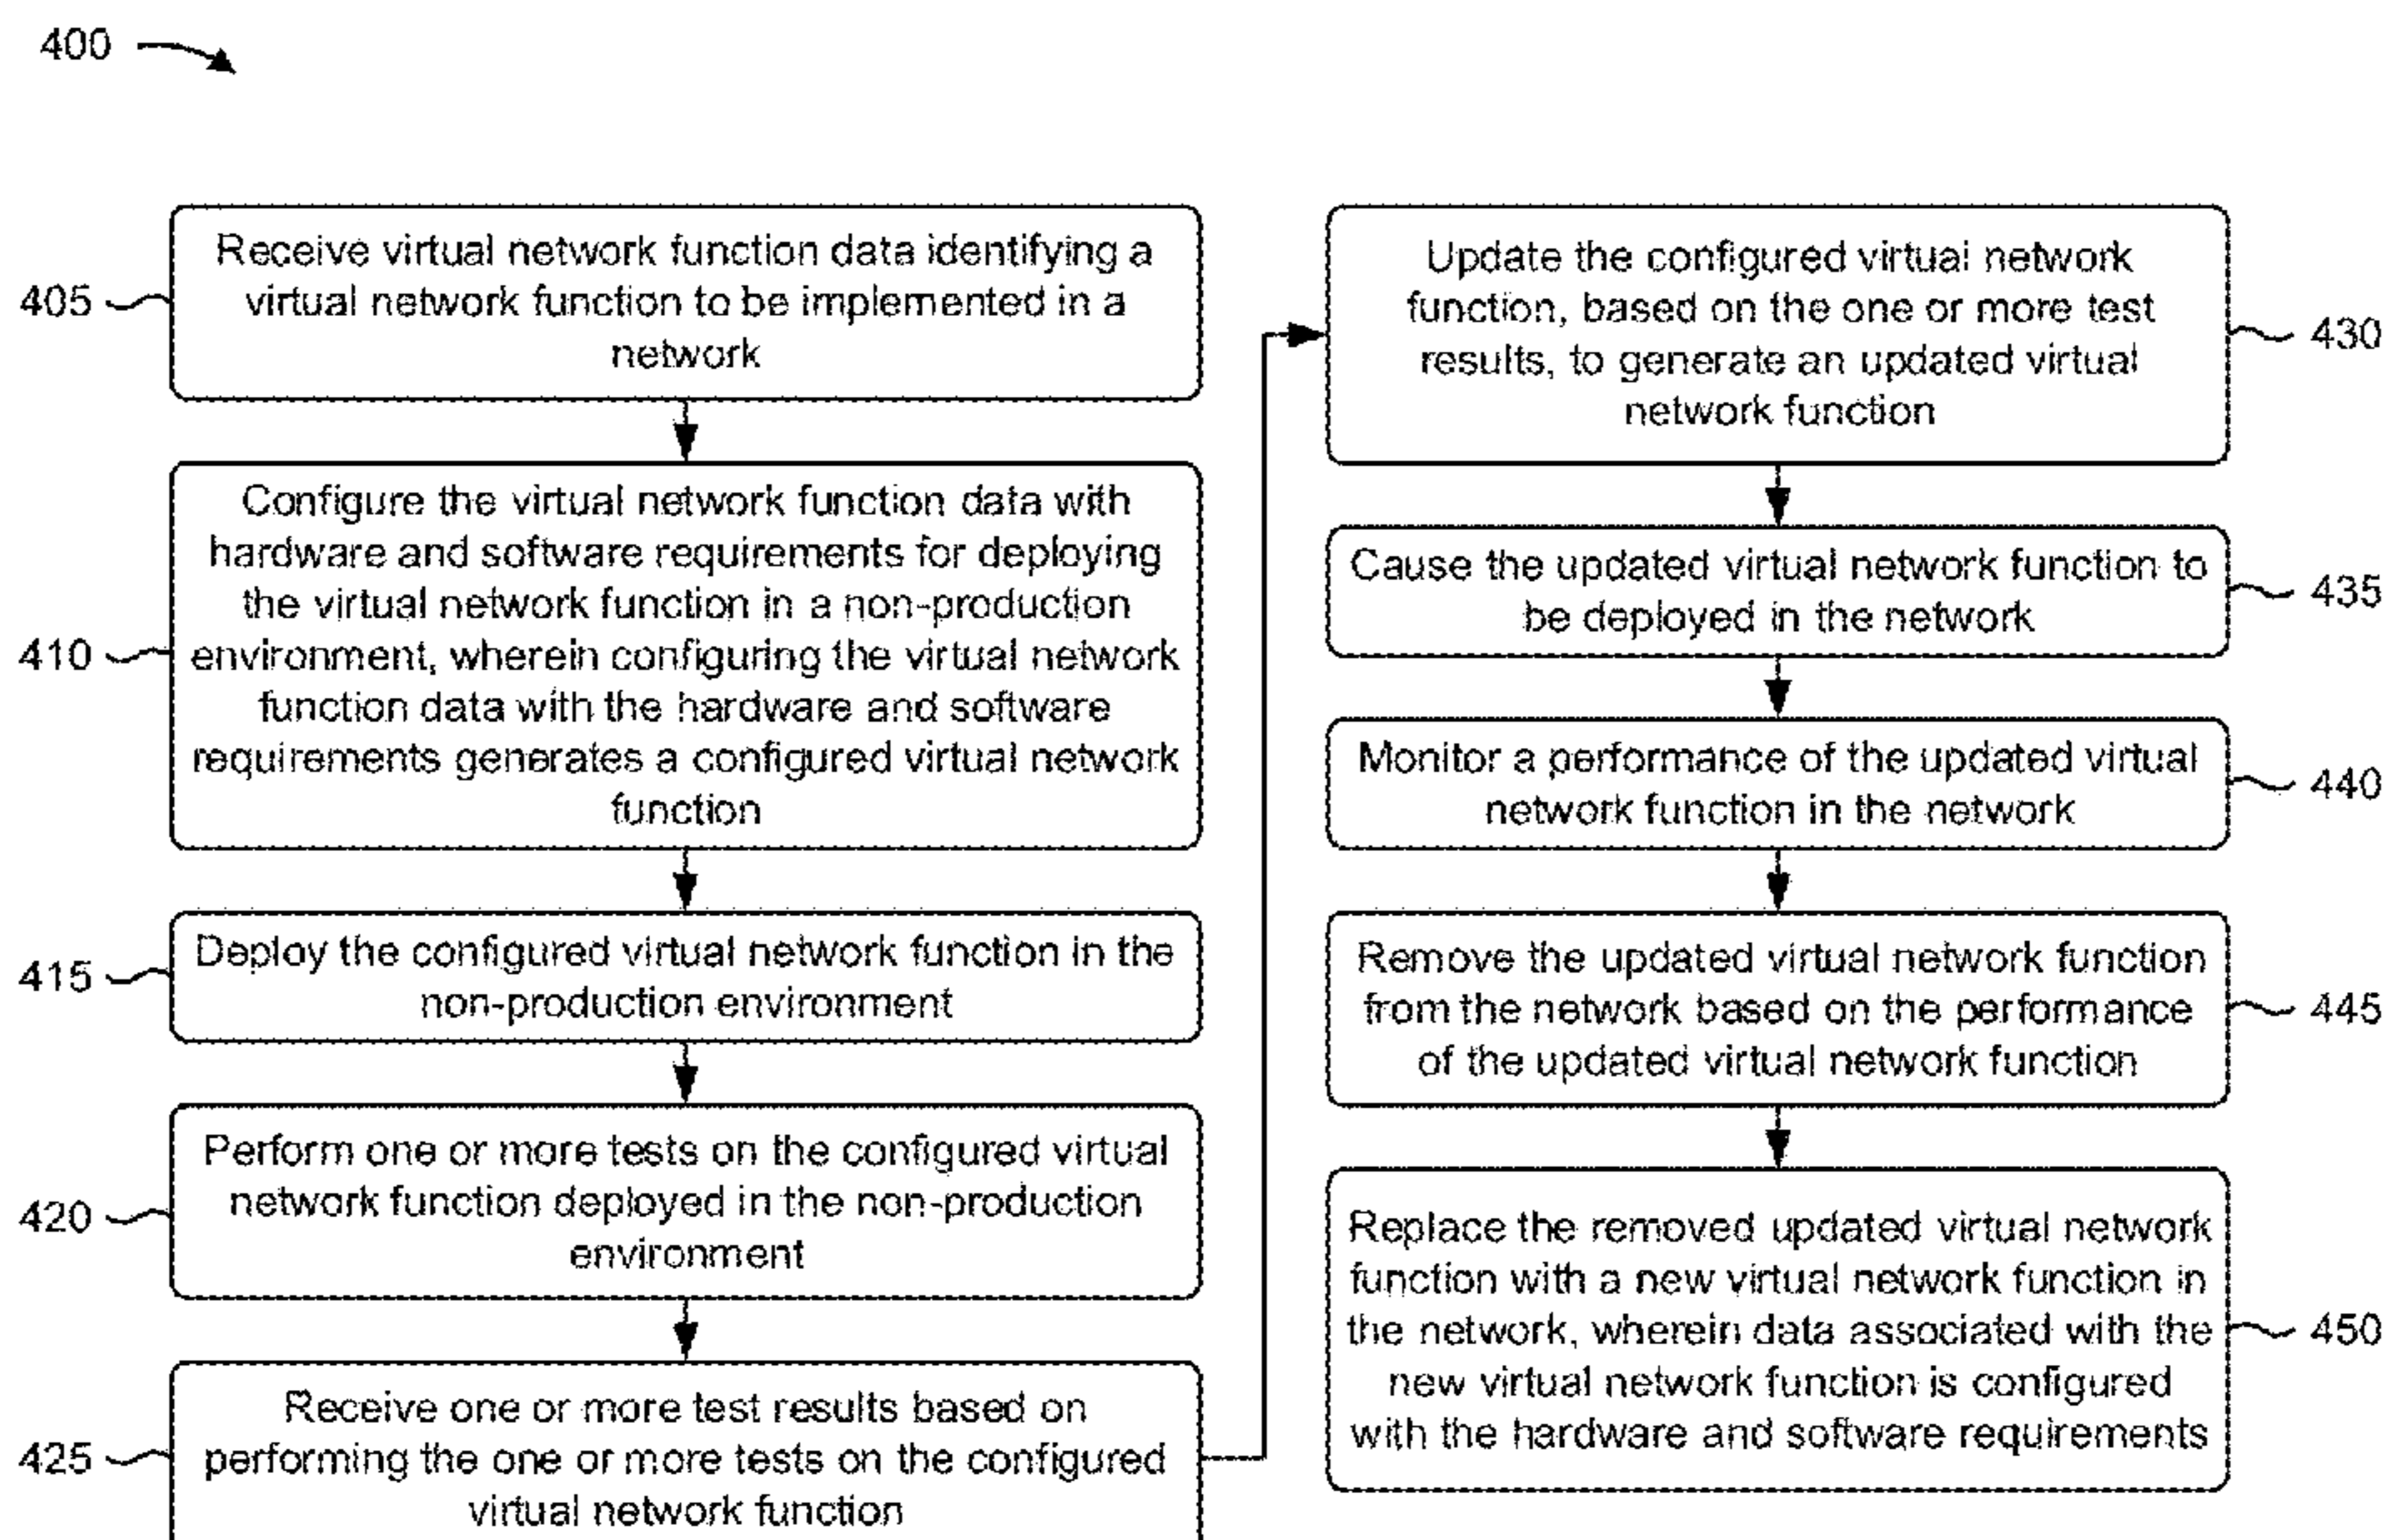 400
405
Receive virtual network function data identifying a
virtual network function to be implemented in a
network
410
Configure the virtual network function data with
hardware and software requirements for deploying
the virtual network function in a non-production
environment, wherein configuring the virtual network
function data with the hardware and software
requirements generates a configured virtual network
function
415
Deploy the configured virtual network function in the
non-production environment
420
Perform one or more tests on the configured virtual
network function deployed in the non-production
environment
425
Receive one or more test results based on
performing the one or more tests on the configured
virtual network function
Update the configured virtual network
function, based on the one or more test
results, to generate an updated virtual
network function
430
Cause the updated virtual network function to
be deployed in the network
435
Monitor a performance of the updated virtual
network function in the network
440
Remove the updated virtual network function
from the network based on the performance
of the updated virtual network function
445
Replace the removed updated virtual network
function with a new virtual network function in
the network, wherein data associated with the
new virtual network function is configured
with the hardware and software requirements
450